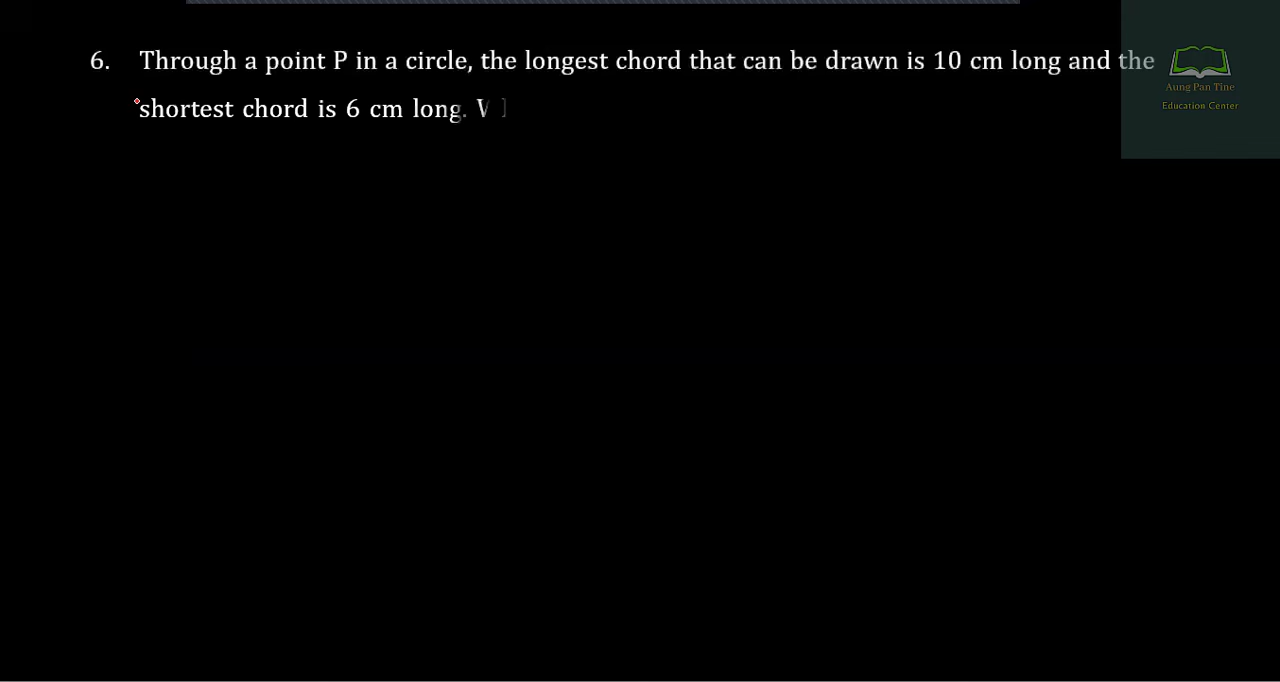 6. Through a point P in a circle, the longest chord that can be drawn is 10 cm long and the
shortest chord is 6 cm long.
Aung Pan Tine
Education Center